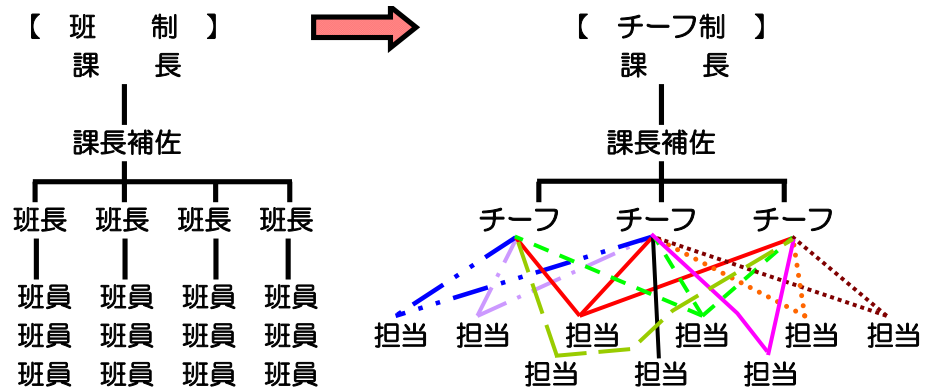 【　班　　制　】
課　　長
課長補佐
班長　班長　班長　班長
班員　班員　班員　班員
班員　班員　班員　班員
班員　班員　班員　班員
【　チーフ制　】
課　　長
課長補佐
チーフ　チーフ　チーフ
担当　担当　担当　担当　担当　担当
担当　担当　担当